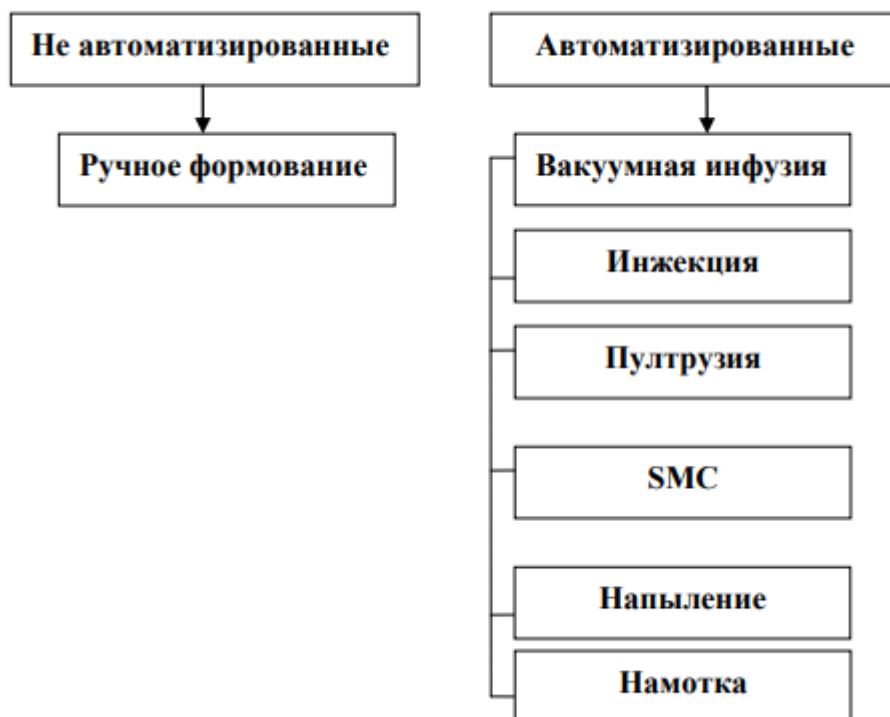 Не автоматизированные
Автоматизированные
Ручное формование
Вакуумная инфузия
Инжекция
Пултрузия
SMC
Напыление
Намотка